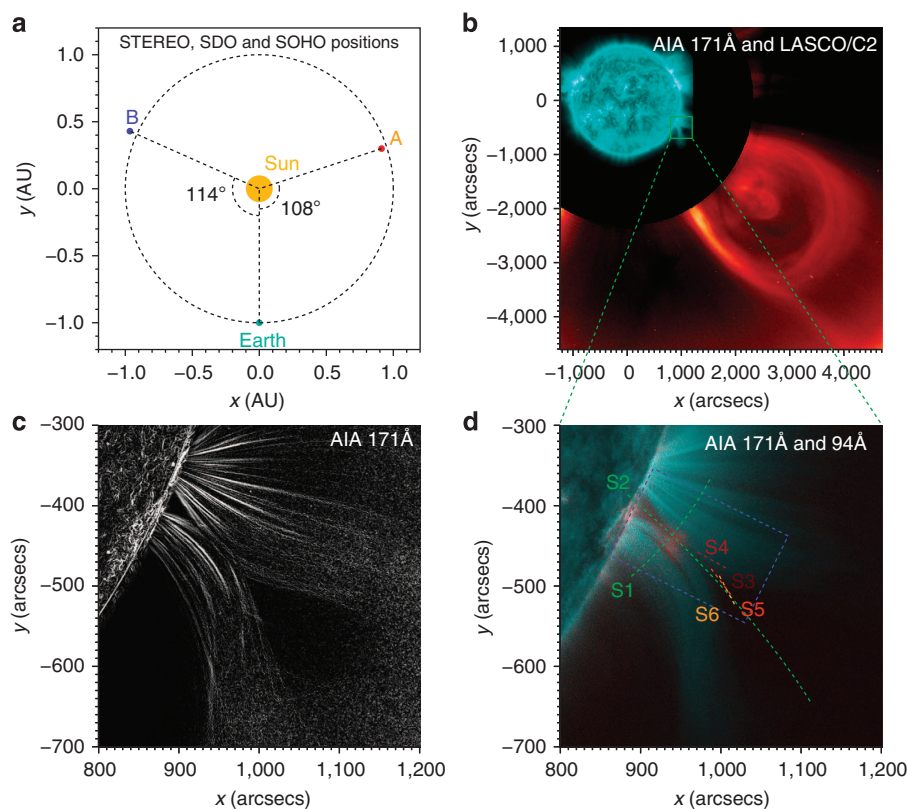 a
STEREO, SDO and SOHO positions
1.0
0.5
0.0
−0.5
−1.0
y (AU)
B
A
Sun
114°
108°
Earth
−1.0
−0.5
0.0
0.5
1.0
x (AU)
b
AIA 171Å and LASCO/C2
1,000
0
−1,000
−2,000
−3,000
−4,000
y (arcsecs)
−1,000
0
1,000
2,000
3,000
4,000
x (arcsecs)
c
AIA 171Å
−300
−400
−500
−600
−700
y (arcsecs)
800
900
1,000
1,100
1,200
x (arcsecs)
d
AIA 171Å and 94Å
−300
−400
−500
−600
−700
y (arcsecs)
S2
S4
S3
S1
S5
S6
800
900
1,000
1,100
1,200
x (arcsecs)